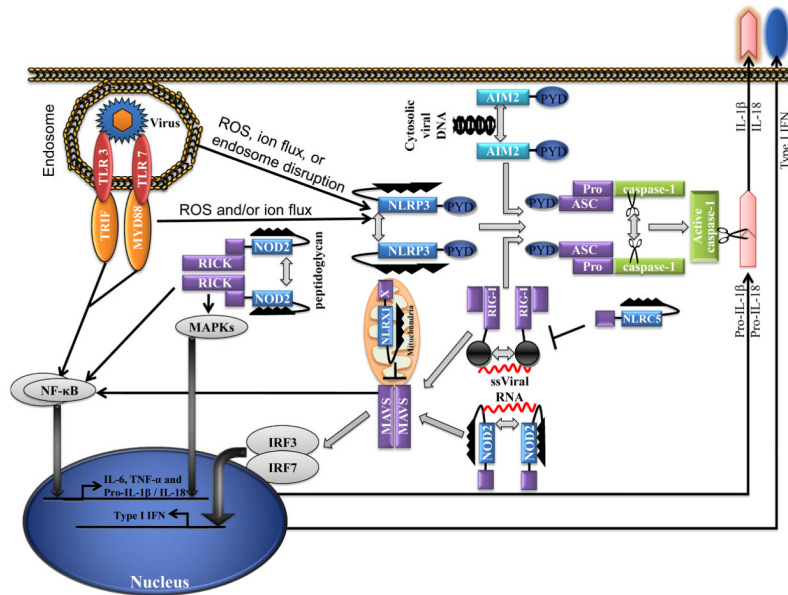 Endosome
Virus
TLR 3
TLR 7
TRIF
MYD88
ROS, ion flux, or
endosome disruption
ROS and/or ion flux
Cytosolic
viral
DNA
AIM2
PYD
AIM2
PYD
NLRP3
PYD
NLRP3
PYD
PYD
Pro
caspase-1
ASC
PYD
ASC
Pro
caspase-1
Active
caspase-1
IL-1β
IL-18
Type I IFN
Pro-IL-1β
Pro-IL-18
NOD2
RICK
RICK
NOD2
peptidoglycan
MAPKs
NF-κB
X
NLRX1
Mitochondria
MAVS
MAVS
RIG-I
RIG-I
NLRC5
ssViral
RNA
NOD2
NOD2
IRF3
IRF7
IL-6, TNF-α and
Pro-IL-1β / IL-18
Type I IFN
Nucleus